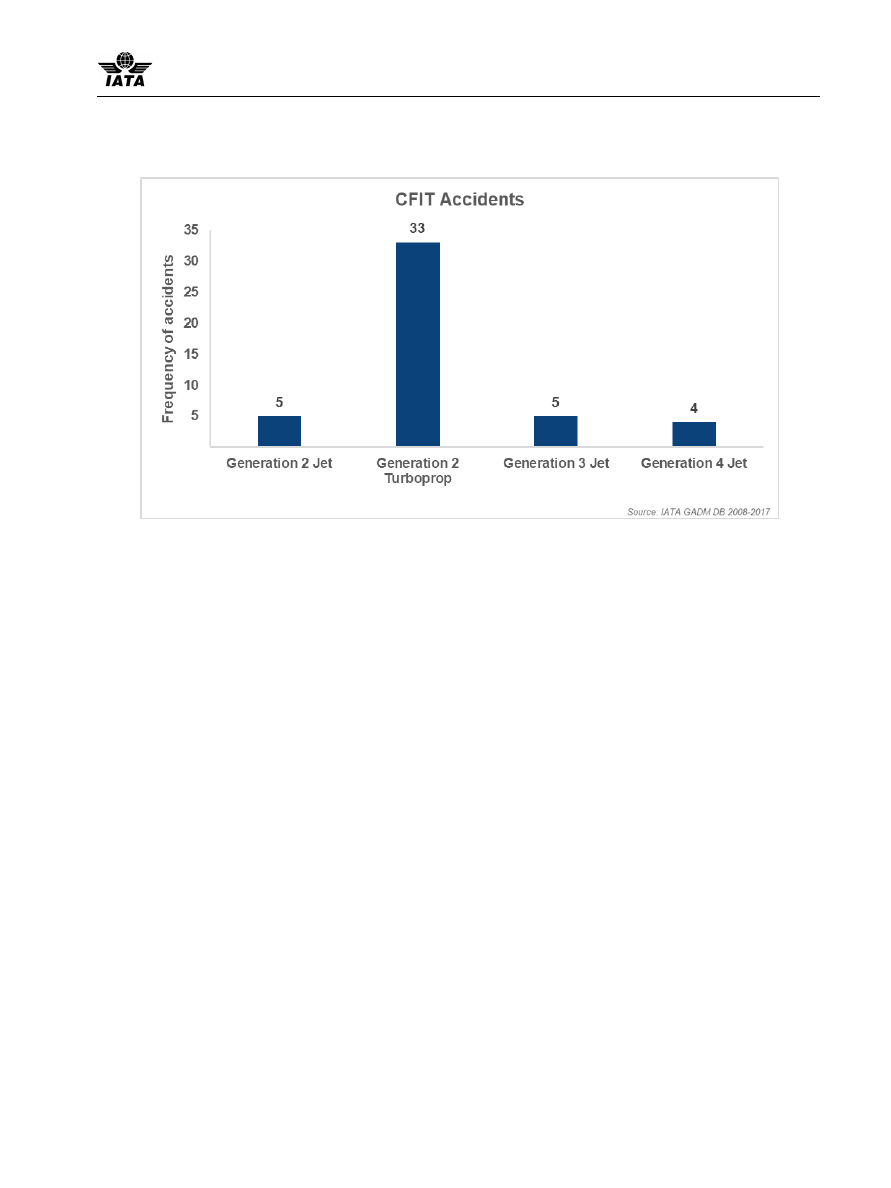 IATA
CFIT Accidents
Frequency of accidents
35
30
25
20
15
10
5
5
33
5
4
Generation 2 Jet
Generation 2
Turboprop
Generation 3 Jet
Generation 4 Jet
Source: IATA GADM DB 2008-2017